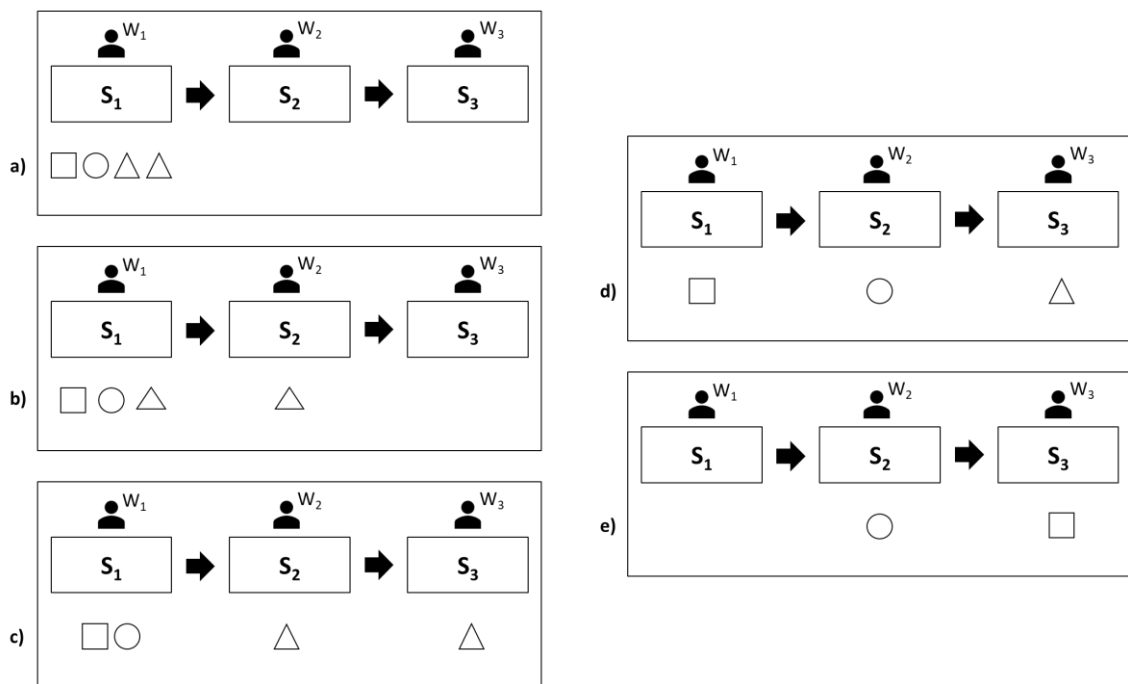 W₁ W₂ W₃
S₁ S₂ S₃
a)
W₁ W₂ W₃
S₁ S₂ S₃
b)
W₁ W₂ W₃
S₁ S₂ S₃
c)
W₁ W₂ W₃
S₁ S₂ S₃
d)
W₁ W₂ W₃
S₁ S₂ S₃
e)